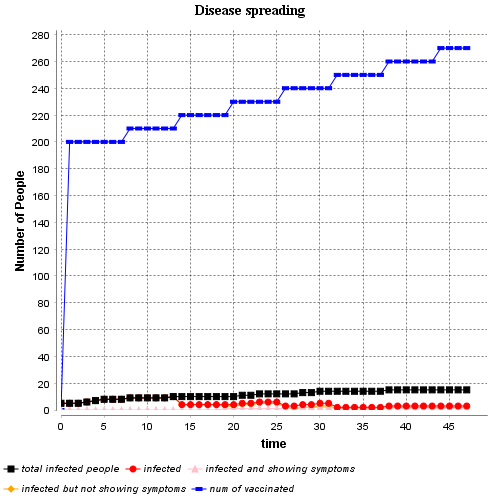 Disease spreading
280
260
240
220
200
180
160
140
120
100
80
60
40
20
0
Number of People
0 5 10 15 20 25 30 35 40 45
time
total infected people infected infected and showing symptoms
infected but not showing symptoms num of vaccinated